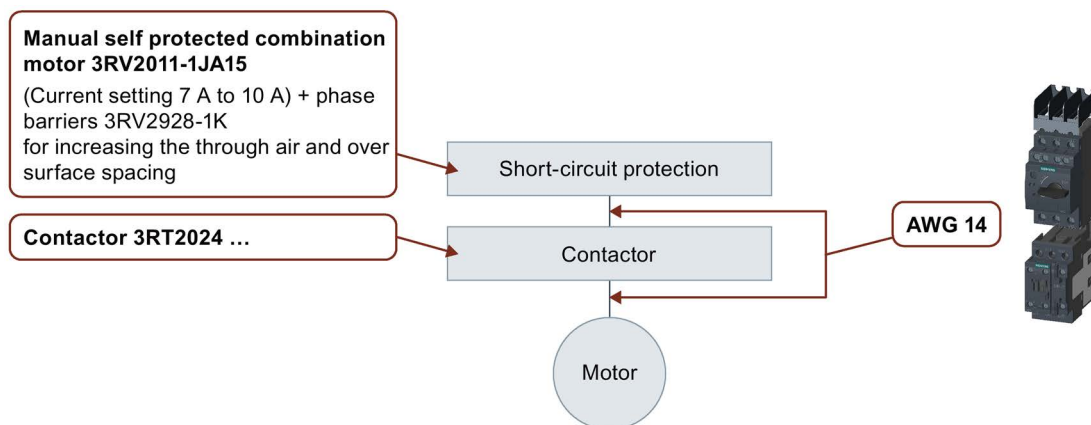 Manual self protected combination
motor 3RV2011-1JA15
(Current setting 7 A to 10 A) + phase
barriers 3RV2928-1K
for increasing the through air and over
surface spacing
Short-circuit protection
Contactor 3RT2024 …
AWG 14
Contactor
Motor